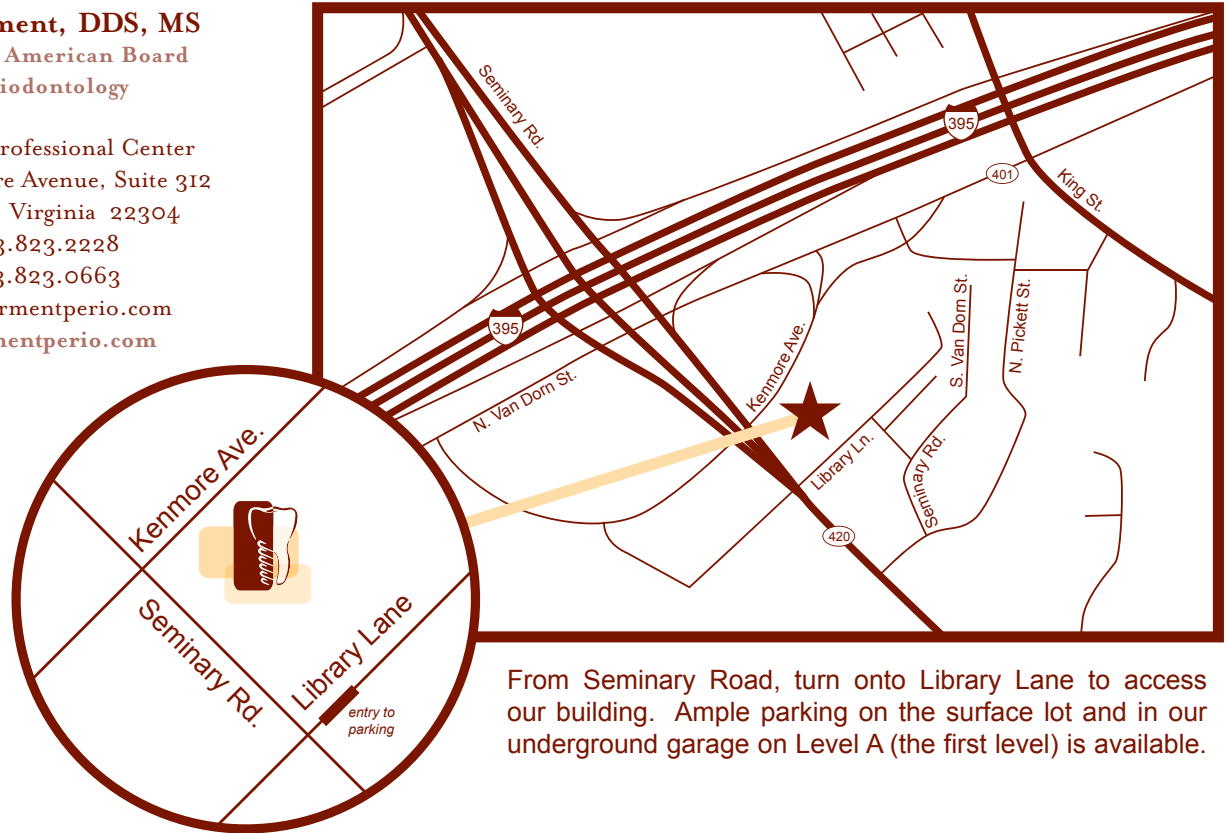 ment, DDS, MS
American Board
iodontology
rofessional Center
re Avenue, Suite 312
Virginia 22304
3.823.2228
3.823.0663
rmentperio.com
mentperio.com
Seminary Rd.
395
401
King St.
395
N. Van Dorn St.
Kenmore Ave.
S. Van Dorn St.
N. Pickett St.
Library Ln.
Seminary Rd.
420
Kenmore Ave.
Seminary Rd.
Library Lane
entry to
parking
From Seminary Road, turn onto Library Lane to access
our building. Ample parking on the surface lot and in our
underground garage on Level A (the first level) is available.